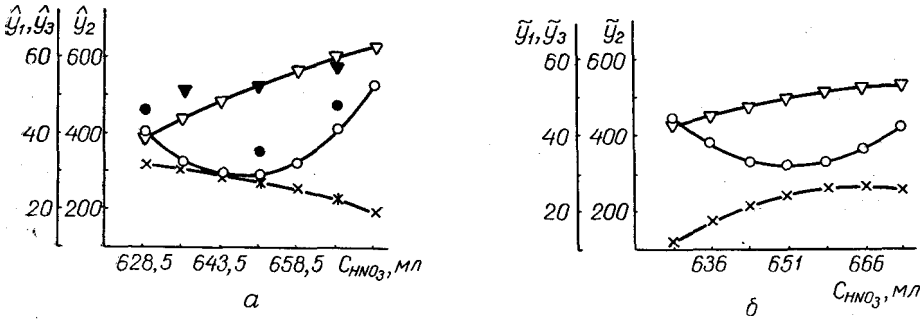 ŷ₁, ŷ₃ ŷ₂ ỹ₁, ỹ₃ ỹ₂
60 600 60 600
40 400 40 400
20 200 20 200
628,5 643,5 658,5 C_HNO₃, мл 636 651 666
C_HNO₃, мл
а б